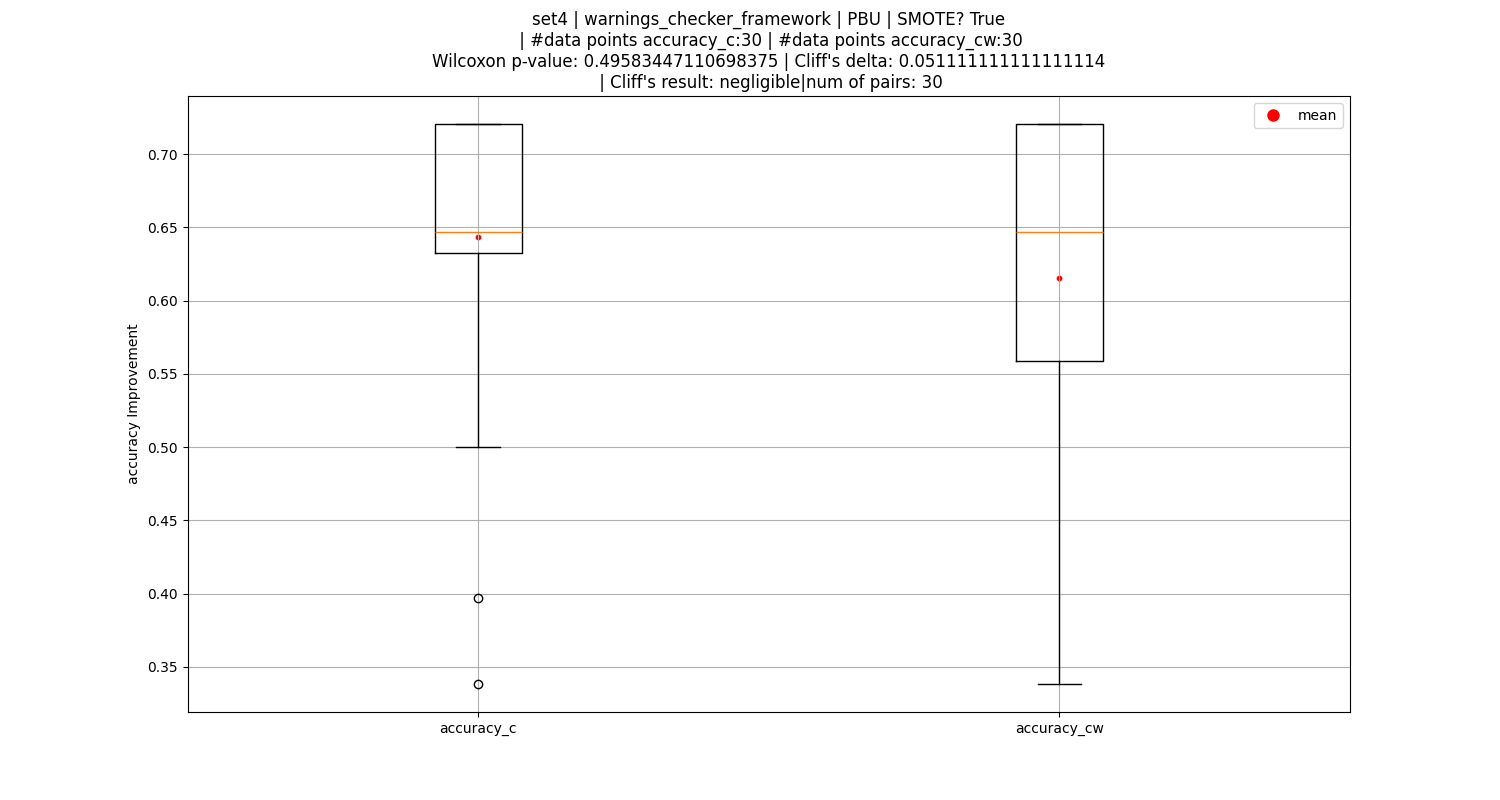 set4 | warnings_checker_framework | PBU | SMOTE? True
| #data points accuracy_c:30 | #data points accuracy_cw:30
Wilcoxon p-value: 0.49583447110698375 | Cliff's delta: 0.051111111111111114
| Cliff's result: negligible|num of pairs: 30
mean
accuracy Improvement
0.70
0.65
0.60
0.55
0.50
0.45
0.40
0.35
accuracy_c
accuracy_cw